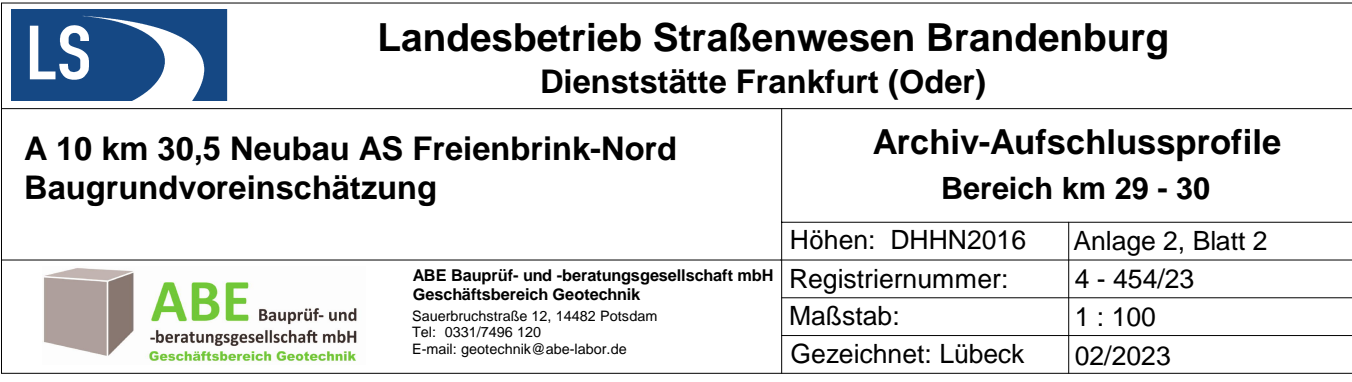 LS
Landesbetrieb Straßenwesen Brandenburg
Dienststätte Frankfurt (Oder)
A 10 km 30,5 Neubau AS Freienbrink-Nord
Baugrundvoreinschätzung
Archiv-Aufschlussprofile
Bereich km 29 - 30
Höhen: DHHN2016
Anlage 2, Blatt 2
ABE Bauprüf- und
-beratungsgesellschaft mbH
Geschäftsbereich Geotechnik
ABE Bauprüf- und -beratungsgesellschaft mbH
Geschäftsbereich Geotechnik
Sauerbruchstraße 12, 14482 Potsdam
Tel: 0331/7496 120
E-mail: geotechnik@abe-labor.de
Registriernummer:
4 - 454/23
Maßstab:
1 : 100
Gezeichnet: Lübeck
02/2023